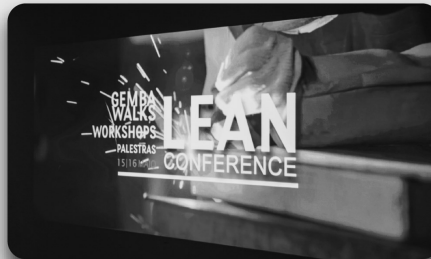 GEMBA
WALKS
WORKSHOPS
PALESTRAS
15|16
LEAN
CONFERENCE